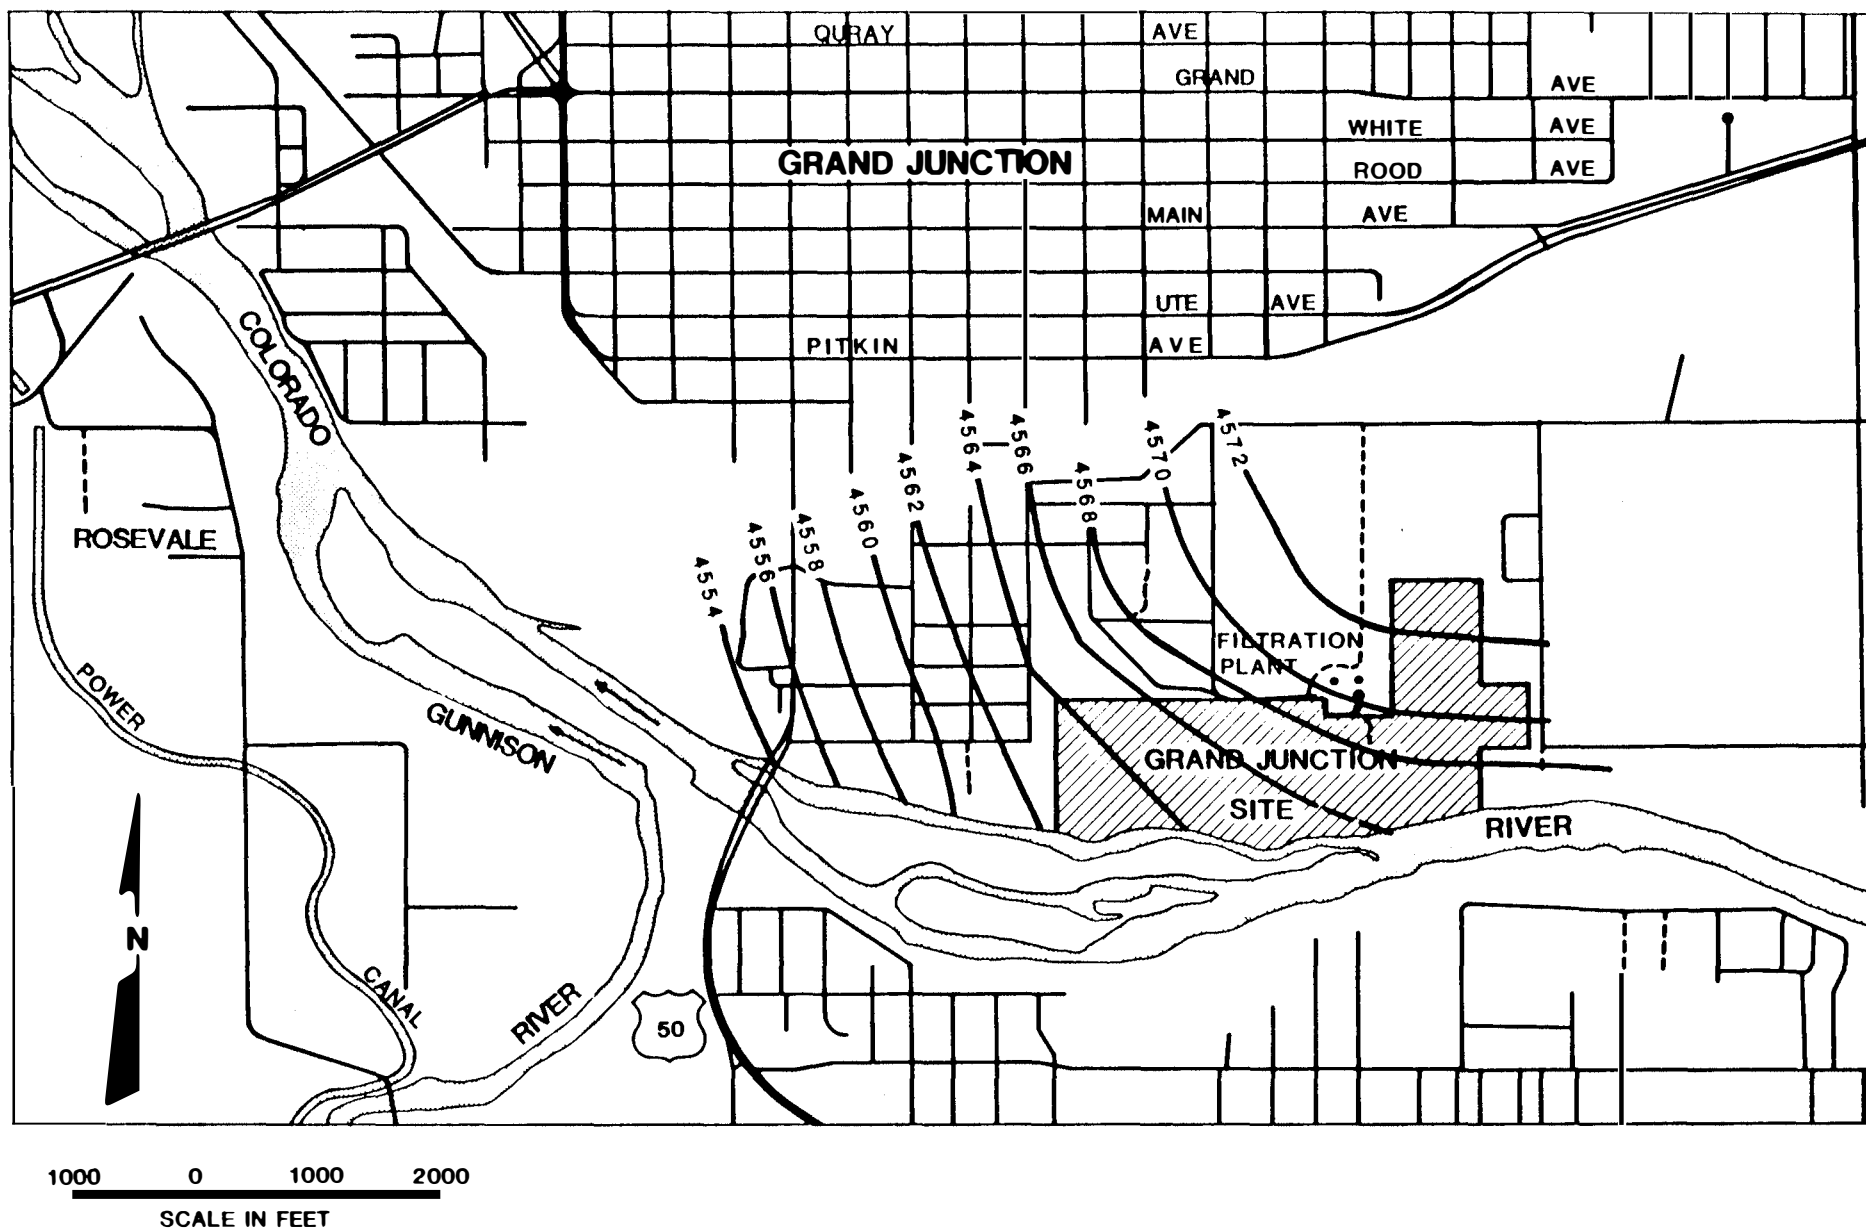 QURAY AVE
GRAND AVE
WHITE AVE
GRAND JUNCTION
ROOD AVE
MAIN AVE
UTE AVE
PITKIN AVE
COLORADO
4554
4556
4558
4560
4562
4564
4566
4568
4570
4572
ROSEVALE
FILTRATION
PLANT
POWER
GUNNISON
GRAND JUNCTION
SITE
RIVER
N
CANAL
RIVER
50
1000 0 1000 2000
SCALE IN FEET